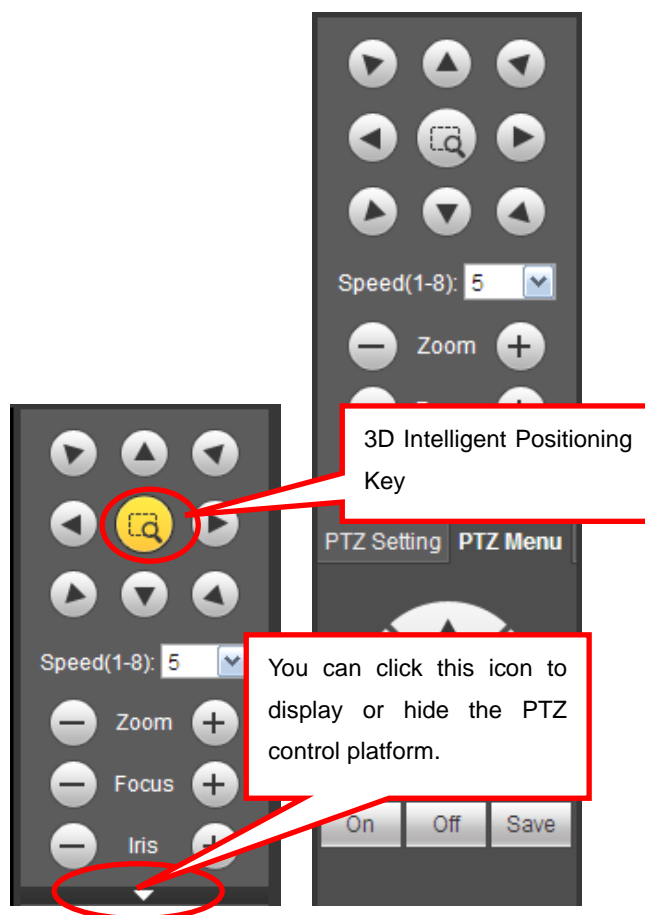 Speed(1-8): 5
Zoom
3D Intelligent Positioning
Key
PTZ Setting PTZ Menu
Speed(1-8): 5
You can click this icon to
display or hide the PTZ
control platform.
Zoom
Focus
Iris
On Off Save